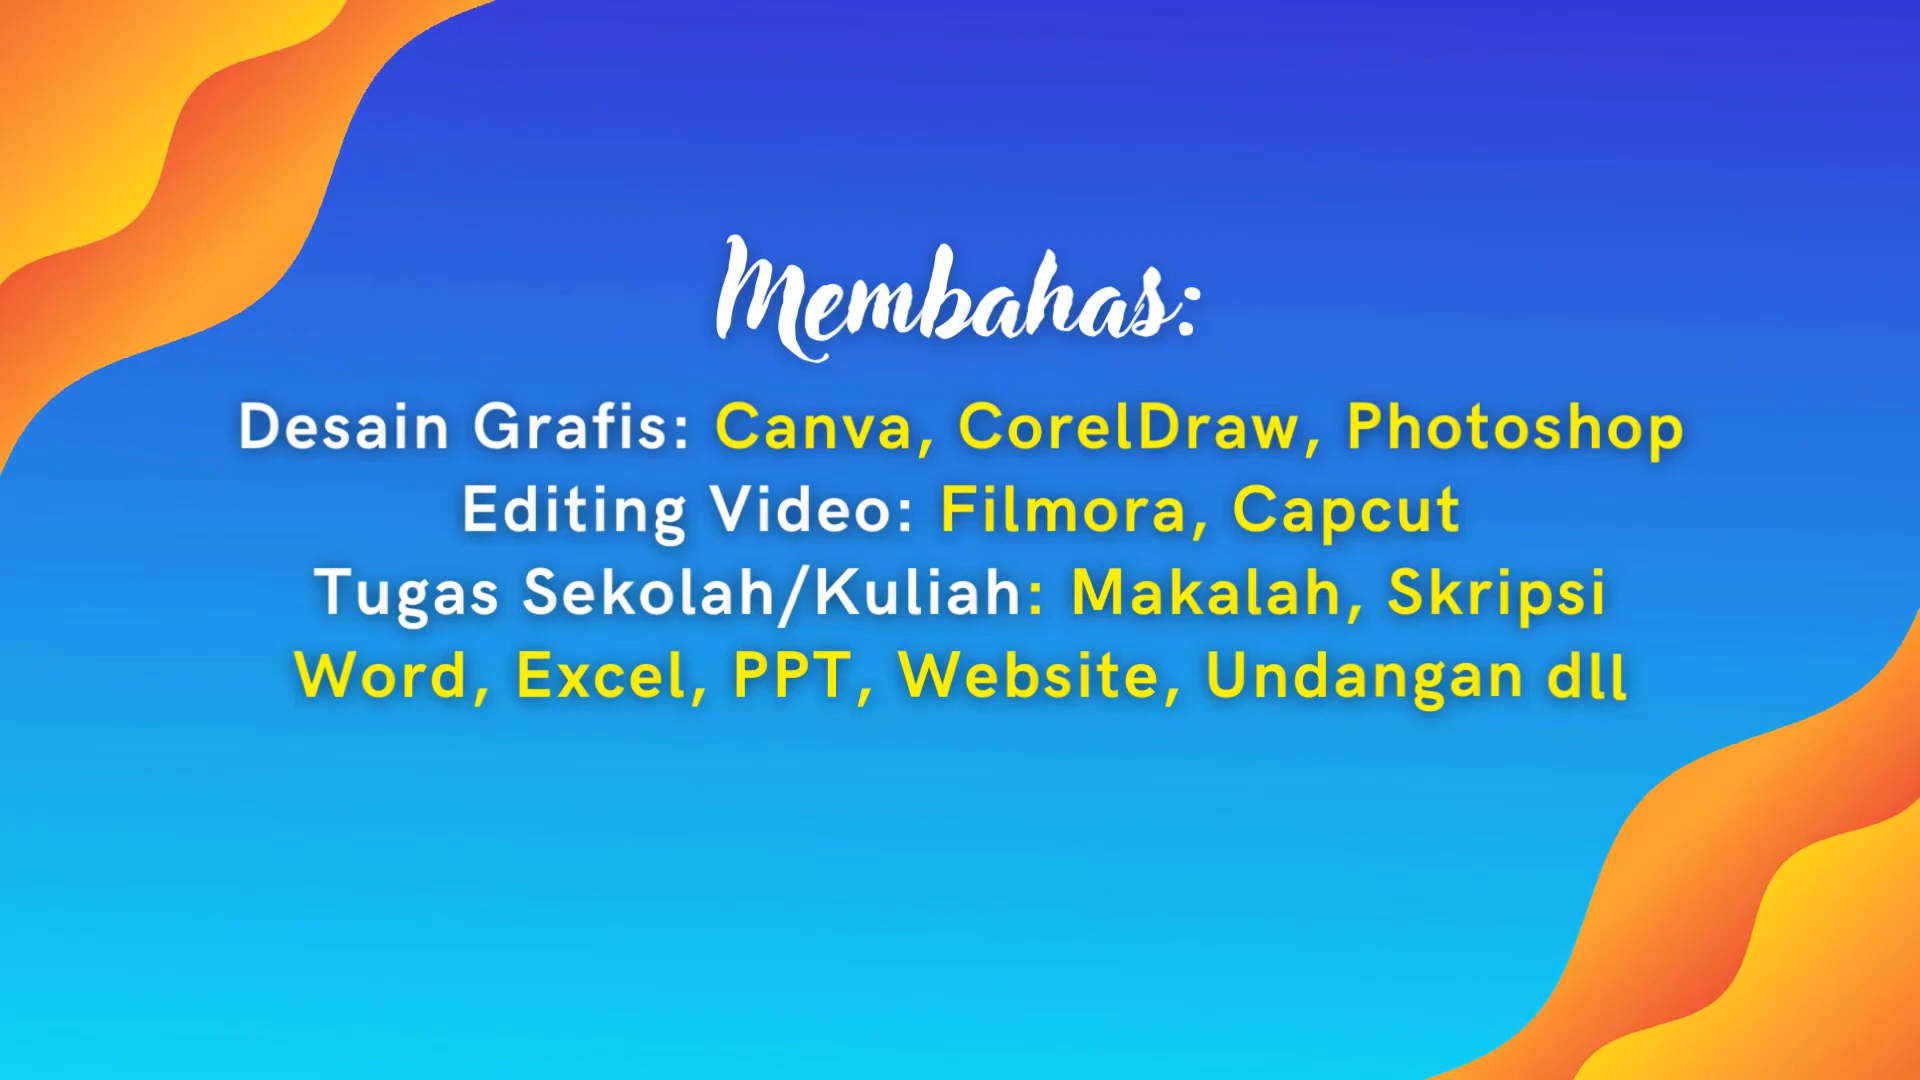 Membahas:
Desain Grafis: Canva, CorelDraw, Photoshop
Editing Video: Filmora, Capcut
Tugas Sekolah/Kuliah: Makalah, Skripsi
Word, Excel, PPT, Website, Undangan dll